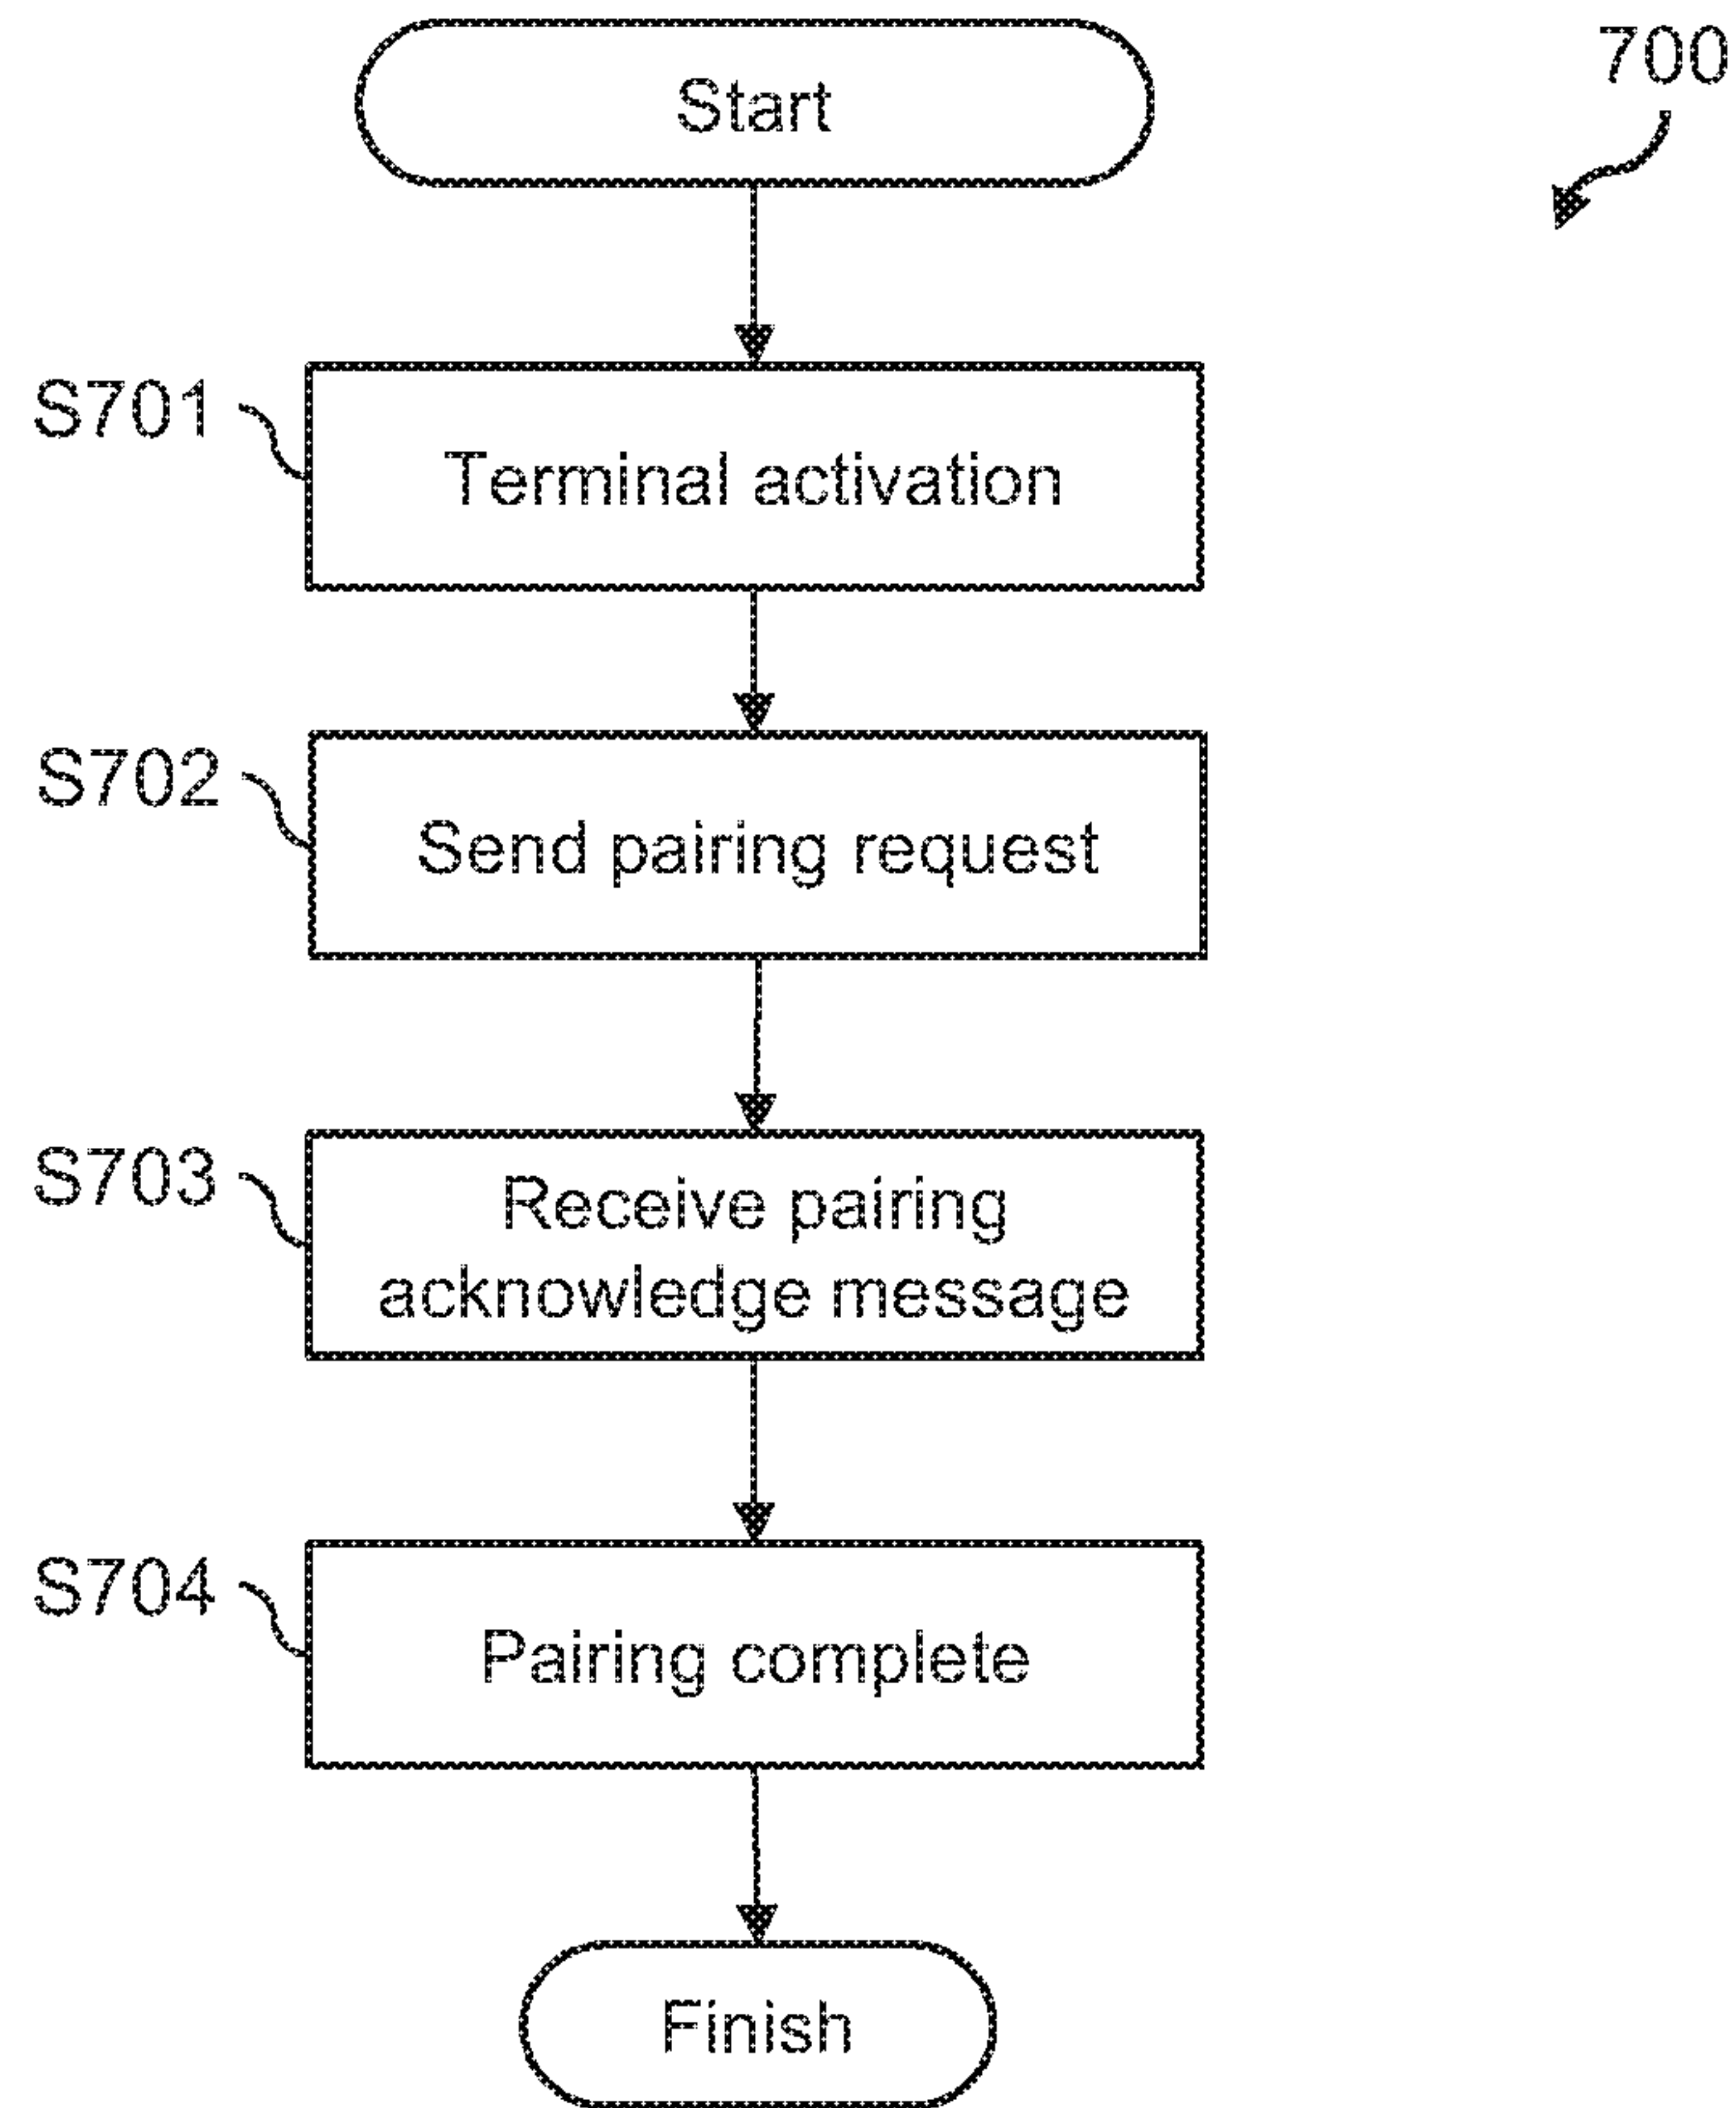 Start
700
S701
Terminal activation
S702
Send pairing request
S703
Receive pairing
acknowledge message
S704
Pairing complete
Finish